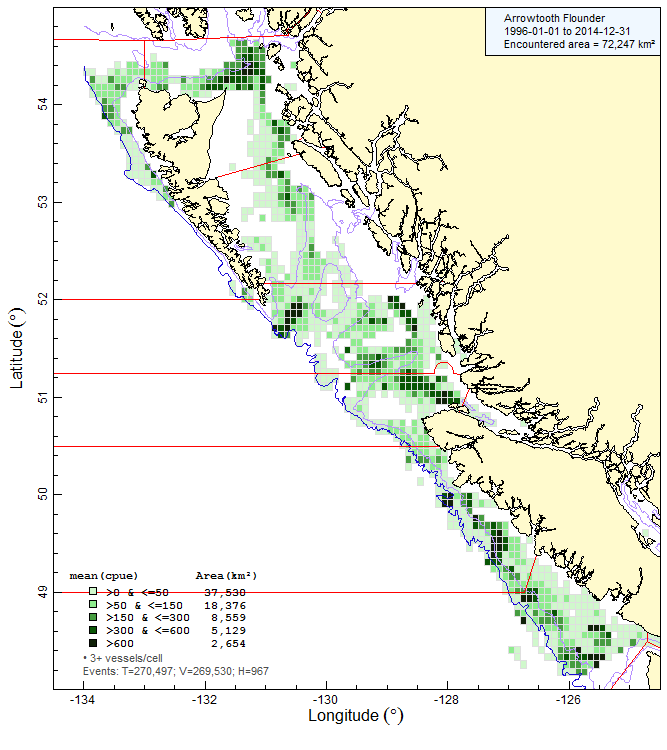 Arrowtooth Flounder
1996-01-01 to 2014-12-31
Encountered area = 72,247 km²
54
53
52
51
50
49
Latitude (°)
mean(cpue) Area(km²)
>0 & <=50 37,530
>50 & <=150 18,376
>150 & <=300 8,559
>300 & <=600 5,129
>600 2,654
• 3+ vessels/cell
Events: T=270,497; V=269,530; H=967
-134 -132 -130 -128 -126
Longitude (°)